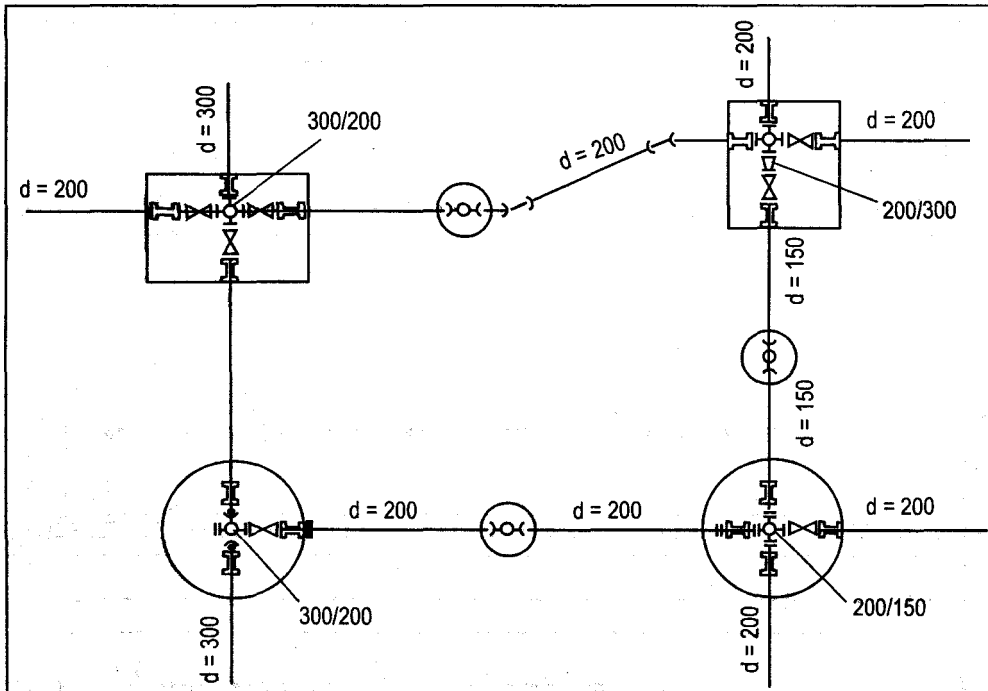 d = 200
d = 300
300/200
d = 200
d = 200
d = 200
200/300
d = 150
d = 150
d = 200
d = 200
d = 200
300/200
200/150
d = 300
d = 200